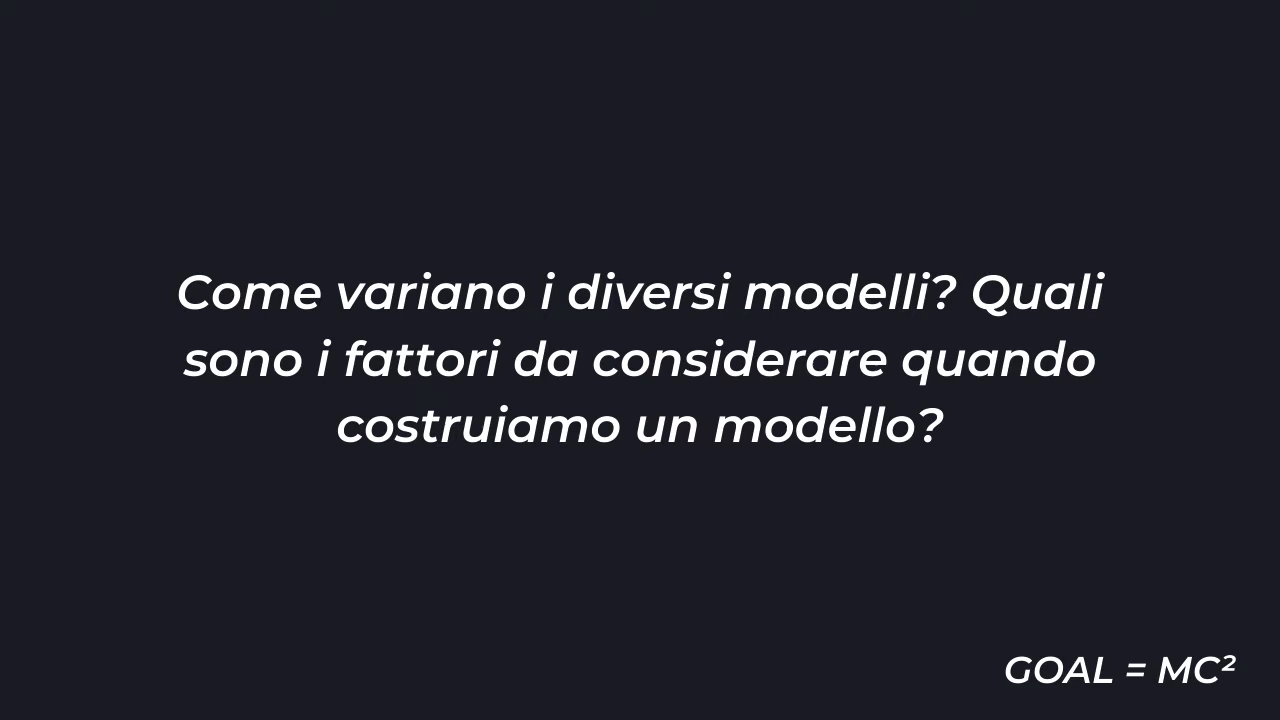 Come variano i diversi modelli? Quali
sono i fattori da considerare quando
costruiamo un modello?
GOAL = MC²